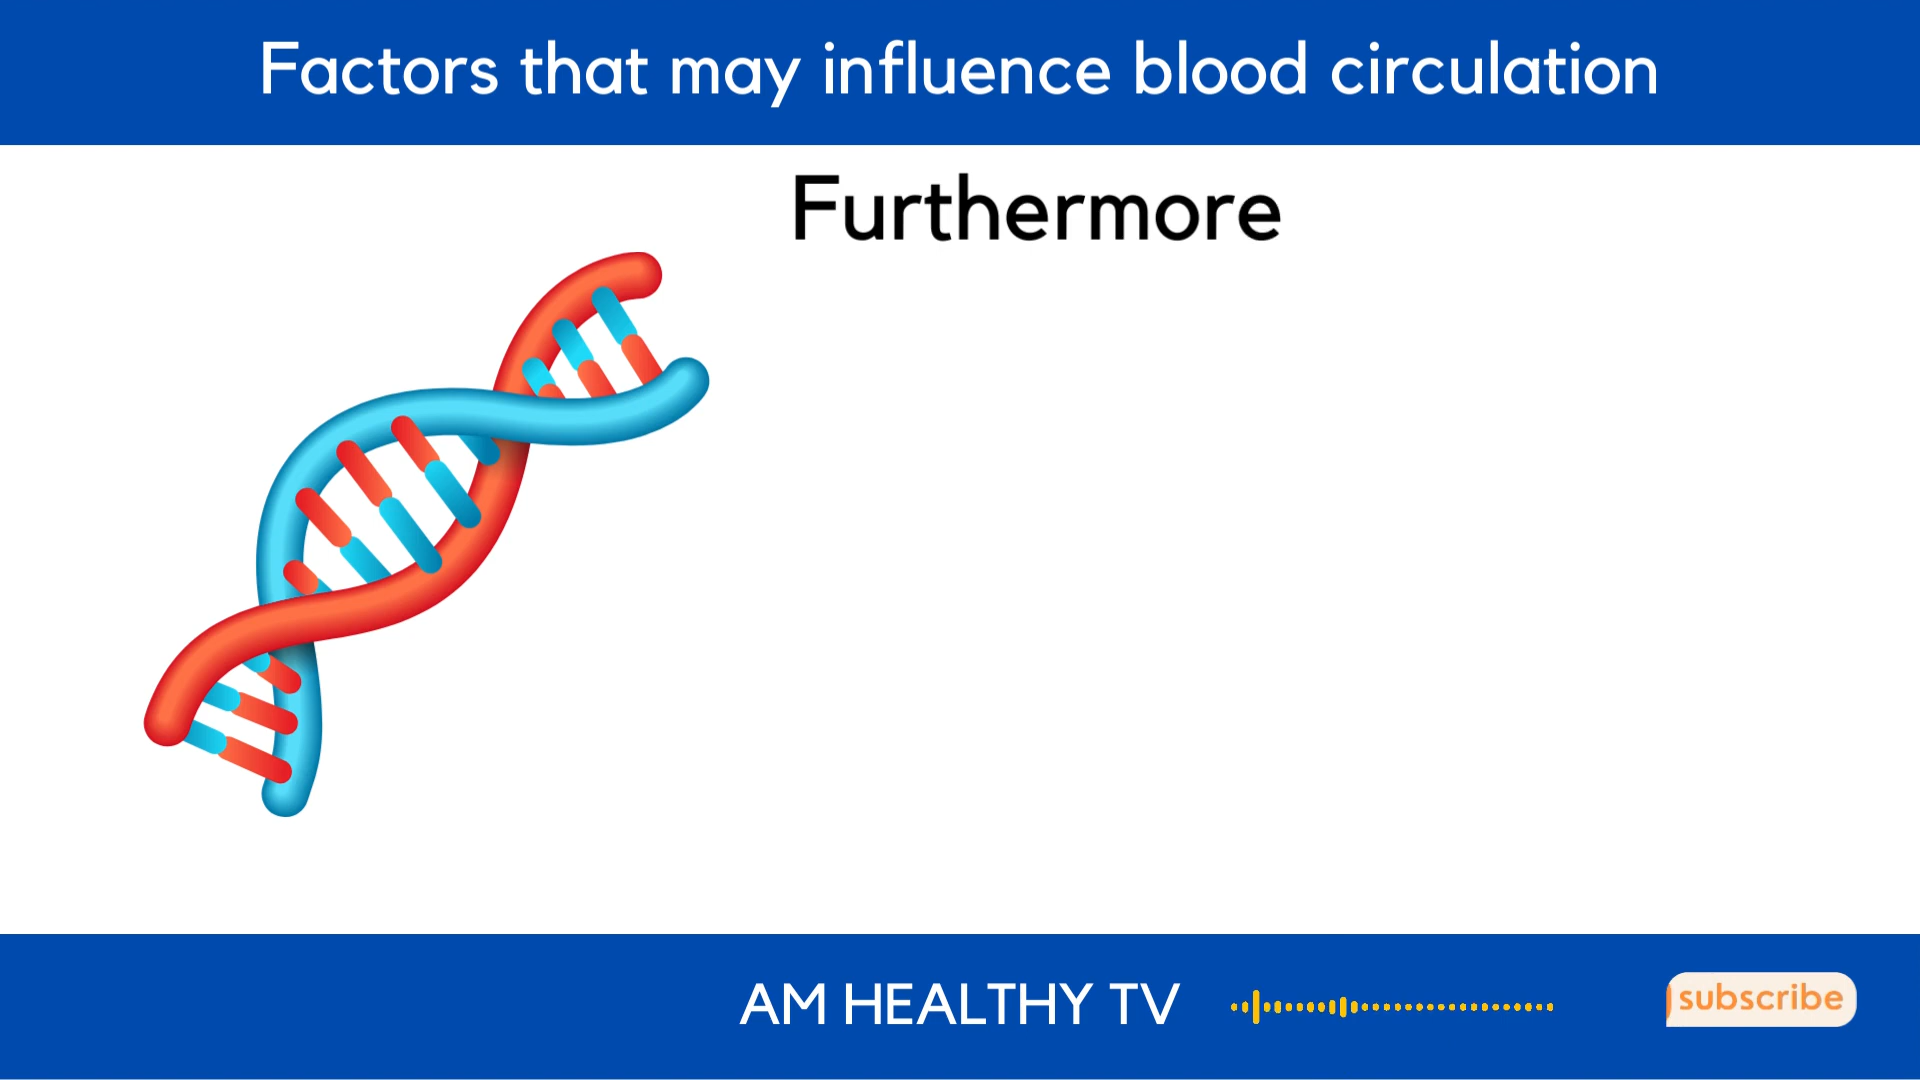 Factors that may influence blood circulation
Furthermore
AM HEALTHY TV
subscribe